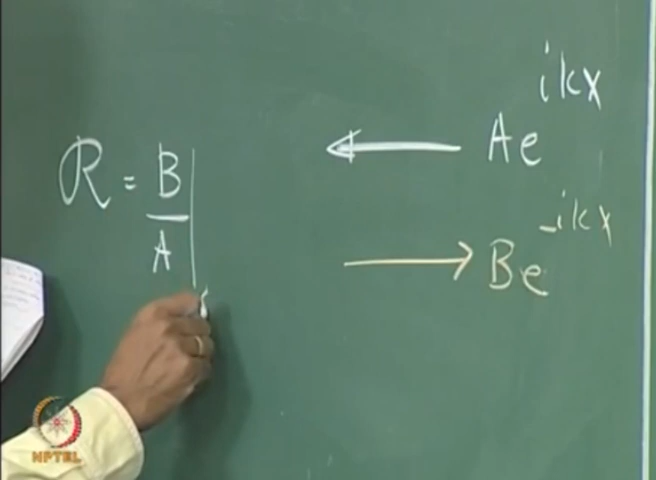 R = B/A
Ae^{ikx}
Be^{-ikx}
NPTEL